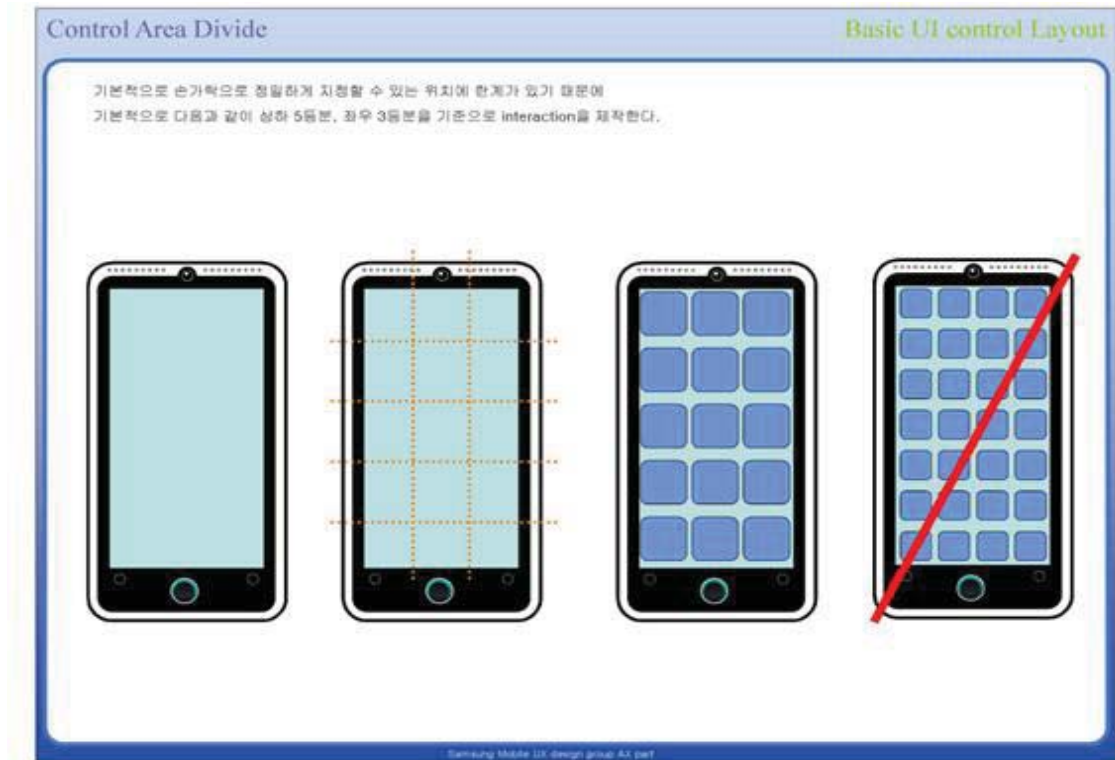 Control Area Divide
Basic UI control Layout
기본적으로 손가락으로 정밀하게 지정할 수 있는 위치에 한계가 있기 때문에
기본적으로 다음과 같이 상하 5등분, 좌우 3등분을 기준으로 interaction을 제작한다.
Samsung Mobile UX design group AX part